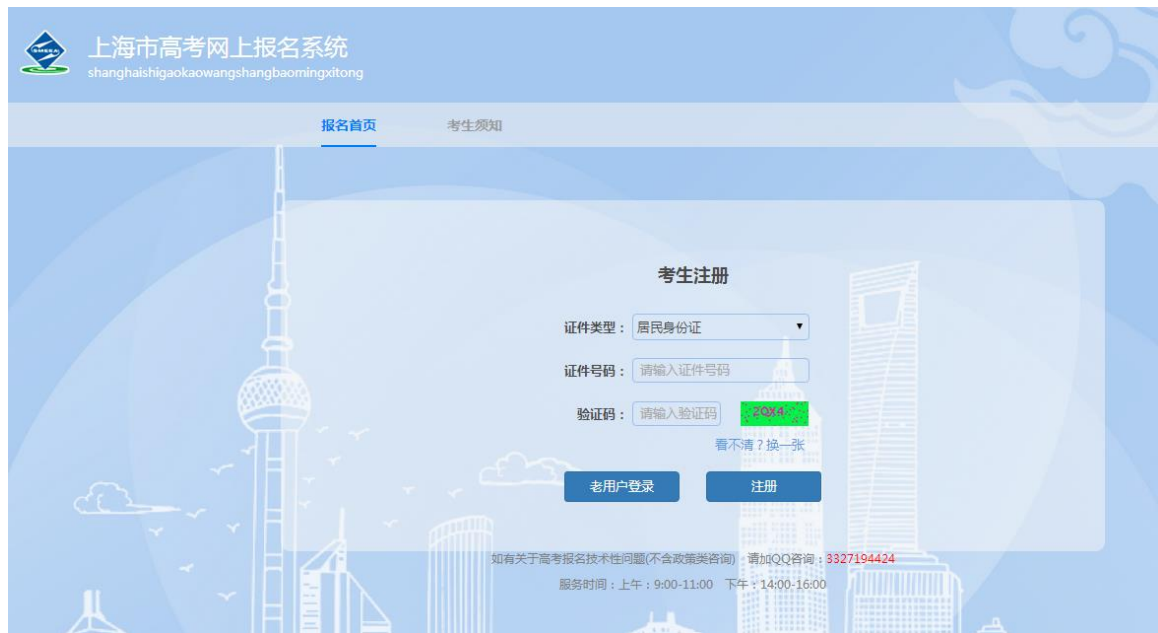 SMEEA
上海市高考网上报名系统
shanghaishigaokaowangshangbaomingxitong
报名首页 考生须知
考生注册
证件类型： 居民身份证
证件号码： 请输入证件号码
验证码： 请输入验证码 2QX4
看不清？换一张
老用户登录 注册
如有关于高考报名技术性问题(不含政策类咨询) 请加QQ咨询：3327194424
服务时间：上午：9:00-11:00 下午：14:00-16:00